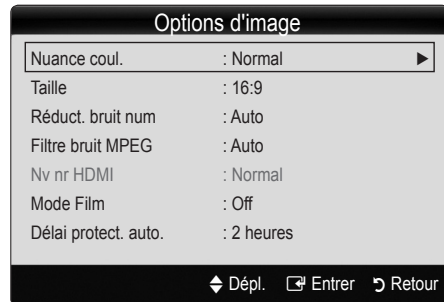 Options d'image
Nuance coul. : Normal ►
Taille : 16:9
Réduct. bruit num : Auto
Filtre bruit MPEG : Auto
Nv nr HDMI : Normal
Mode Film : Off
Délai protect. auto. : 2 heures
Dépl. Entrer Retour